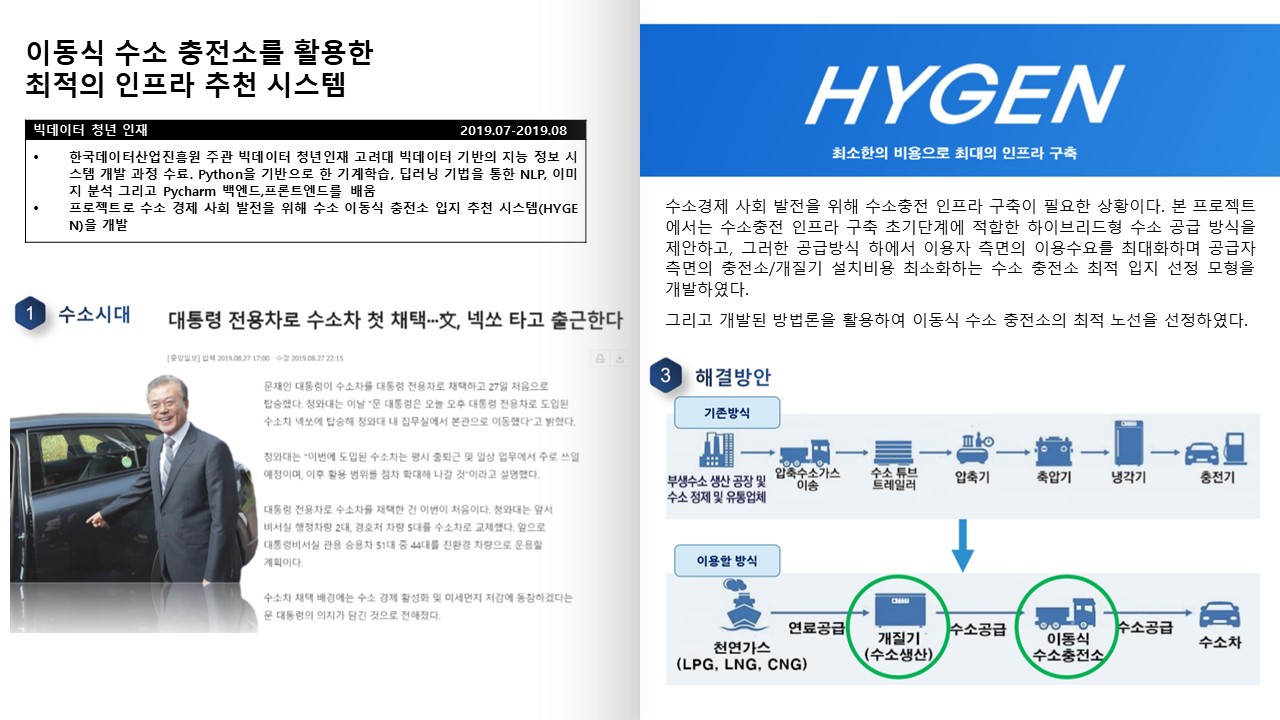 이동식 수소 충전소를 활용한
최적의 인프라 추천 시스템
빅데이터 청년 인재 2019.07-2019.08
• 한국데이터산업진흥원 주관 빅데이터 청년인재 고려대 빅데이터 기반의 지능 정보 시
스템 개발 과정 수료. Python을 기반으로 한 기계학습, 딥러닝 기법을 통한 NLP, 이미
지 분석 그리고 Pycharm 백엔드,프론트엔드를 배움
• 프로젝트로 수소 경제 사회 발전을 위해 수소 이동식 충전소 입지 추천 시스템(HYGE
N)을 개발
1 수소시대
대통령 전용차로 수소차 첫 채택…文, 넥쏘 타고 출근한다
[중앙일보] 입력 2019.08.27 17:00 수정 2019.08.27 22:15
문재인 대통령이 수소차를 대통령 전용차로 채택하고 27일 처음으로
탑승했다. 청와대는 이날 "문 대통령은 오늘 오후 대통령 전용차로 도입된
수소차 넥쏘에 탑승해 청와대 내 집무실에서 본관으로 이동했다"고 밝혔다.
청와대는 "이번에 도입된 수소차는 평시 출퇴근 및 일상 업무에서 주로 쓰일
예정이며, 이후 활용 범위를 점차 확대해 나갈 것"이라고 설명했다.
대통령 전용차로 수소차를 채택한 건 이번이 처음이다. 청와대는 앞서
비서실 행정차량 2대, 경호처 차량 5대를 수소차로 교체했다. 앞으로
대통령비서실 관용 승용차 51대 중 44대를 친환경 차량으로 운용할
계획이다.
수소차 채택 배경에는 수소 경제 활성화 및 미세먼지 저감에 동참하겠다는
문 대통령의 의지가 담긴 것으로 전해졌다.
HYGEN
최소한의 비용으로 최대의 인프라 구축
수소경제 사회 발전을 위해 수소충전 인프라 구축이 필요한 상황이다. 본 프로젝트
에서는 수소충전 인프라 구축 초기단계에 적합한 하이브리드형 수소 공급 방식을
제안하고, 그러한 공급방식 하에서 이용자 측면의 이용수요를 최대화하며 공급자
측면의 충전소/개질기 설치비용 최소화하는 수소 충전소 최적 입지 선정 모형을
개발하였다.
그리고 개발된 방법론을 활용하여 이동식 수소 충전소의 최적 노선을 선정하였다.
3 해결방안
기존방식
부생수소 생산 공장 및
수소 정제 및 유통업체
압축수소가스
이송
수소 튜브
트레일러
압축기
축압기
냉각기
충전기
이용할 방식
천연가스
(LPG, LNG, CNG)
연료공급
개질기
(수소생산)
수소공급
이동식
수소충전소
수소공급
수소차